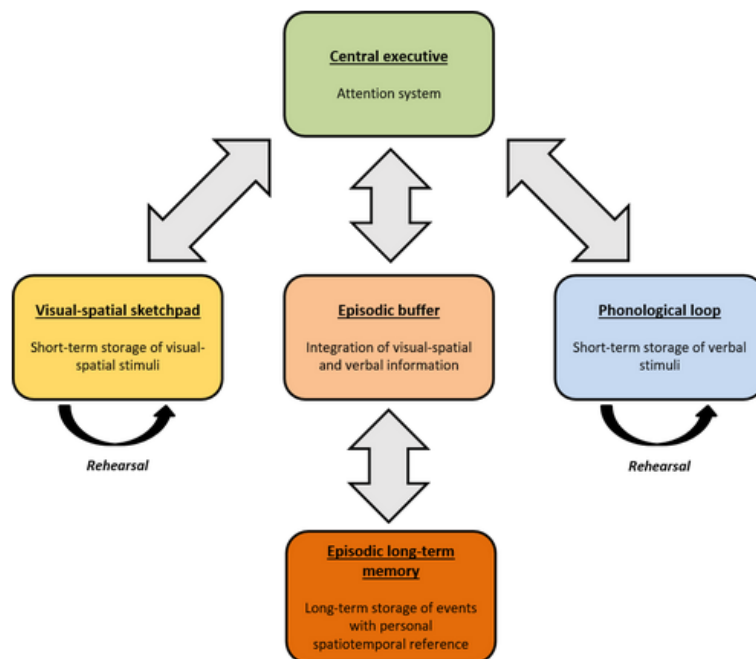 Central executive
Attention system
Visual-spatial sketchpad
Short-term storage of visual-
spatial stimuli
Episodic buffer
Integration of visual-spatial
and verbal information
Phonological loop
Short-term storage of verbal
stimuli
Rehearsal
Rehearsal
Episodic long-term
memory
Long-term storage of events
with personal
spatiotemporal reference